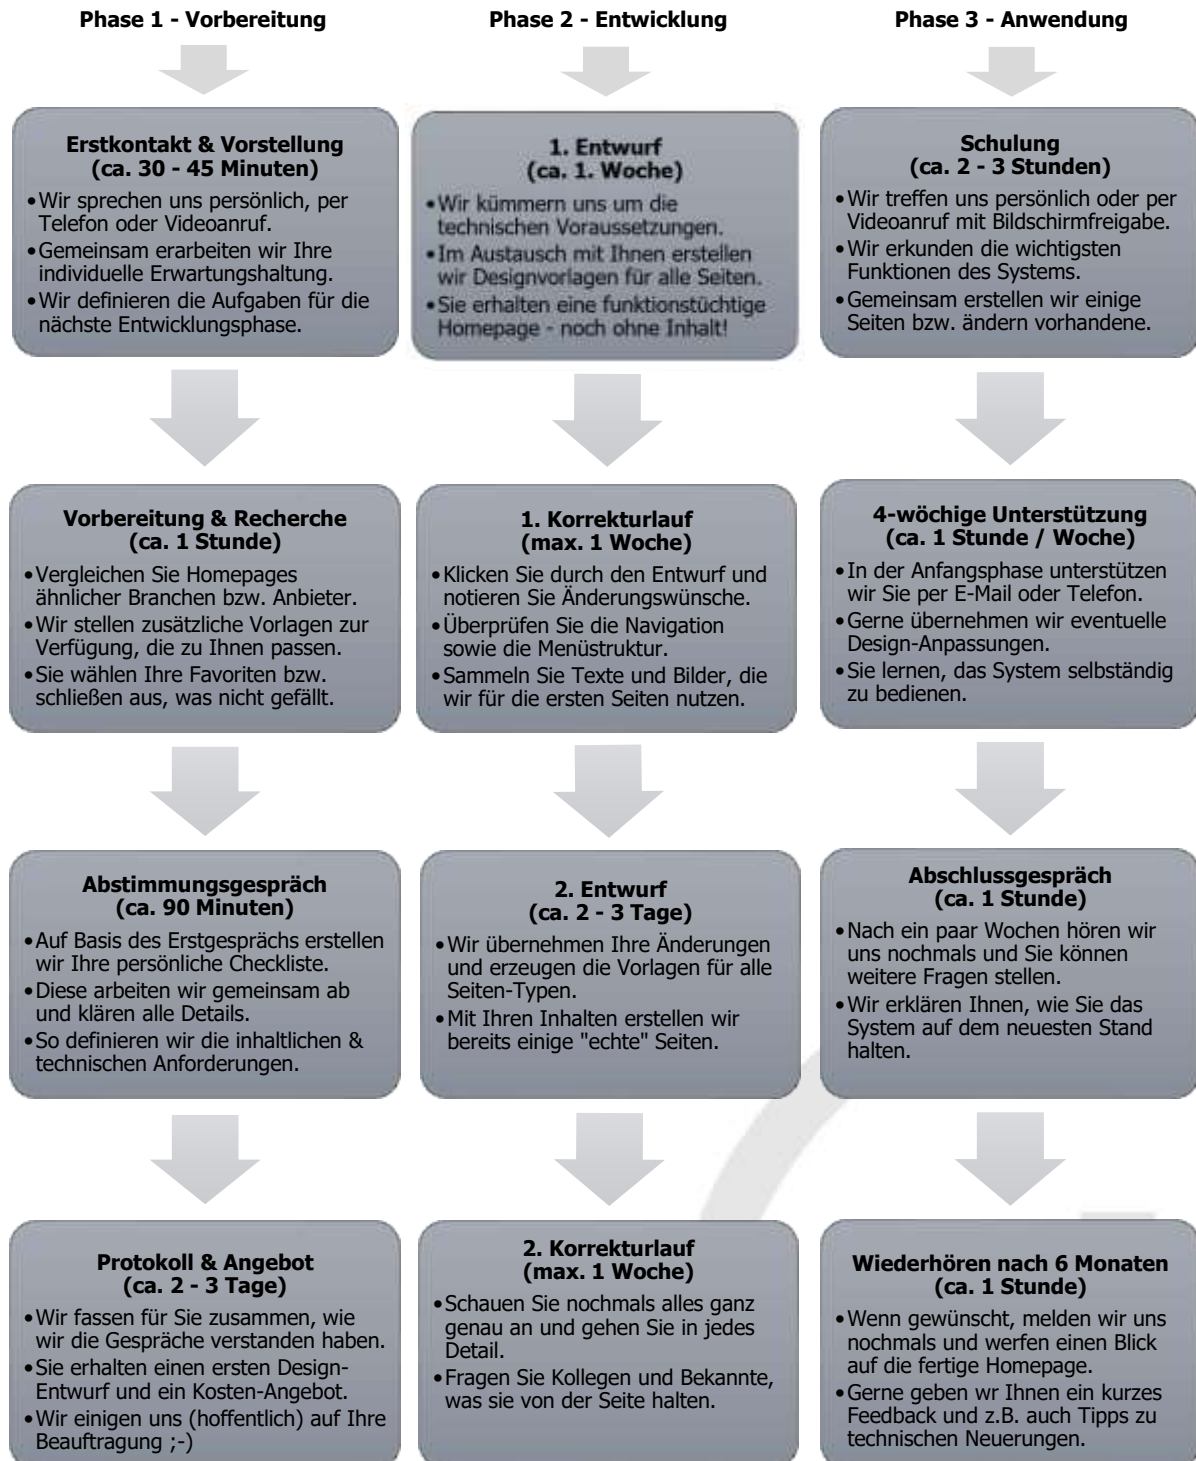 Phase 1 - Vorbereitung
Erstkontakt & Vorstellung
(ca. 30 - 45 Minuten)
•Wir sprechen uns persönlich, per
Telefon oder Videoanruf.
•Gemeinsam erarbeiten wir Ihre
individuelle Erwartungshaltung.
•Wir definieren die Aufgaben für die
nächste Entwicklungsphase.
Vorbereitung & Recherche
(ca. 1 Stunde)
•Vergleichen Sie Homepages
ähnlicher Branchen bzw. Anbieter.
•Wir stellen zusätzliche Vorlagen zur
Verfügung, die zu Ihnen passen.
•Sie wählen Ihre Favoriten bzw.
schließen aus, was nicht gefällt.
Abstimmungsgespräch
(ca. 90 Minuten)
•Auf Basis des Erstgesprächs erstellen
wir Ihre persönliche Checkliste.
•Diese arbeiten wir gemeinsam ab
und klären alle Details.
•So definieren wir die inhaltlichen &
technischen Anforderungen.
Protokoll & Angebot
(ca. 2 - 3 Tage)
•Wir fassen für Sie zusammen, wie
wir die Gespräche verstanden haben.
•Sie erhalten einen ersten Design-
Entwurf und ein Kosten-Angebot.
•Wir einigen uns (hoffentlich) auf Ihre
Beauftragung ;-)
Phase 2 - Entwicklung
1. Entwurf
(ca. 1. Woche)
•Wir kümmern uns um die
technischen Voraussetzungen.
•Im Austausch mit Ihnen erstellen
wir Designvorlagen für alle Seiten.
•Sie erhalten eine funktionstüchtige
Homepage - noch ohne Inhalt!
1. Korrekturlauf
(max. 1 Woche)
•Klicken Sie durch den Entwurf und
notieren Sie Änderungswünsche.
•Überprüfen Sie die Navigation
sowie die Menüstruktur.
•Sammeln Sie Texte und Bilder, die
wir für die ersten Seiten nutzen.
2. Entwurf
(ca. 2 - 3 Tage)
•Wir übernehmen Ihre Änderungen
und erzeugen die Vorlagen für alle
Seiten-Typen.
•Mit Ihren Inhalten erstellen wir
bereits einige "echte" Seiten.
2. Korrekturlauf
(max. 1 Woche)
•Schauen Sie nochmals alles ganz
genau an und gehen Sie in jedes
Detail.
•Fragen Sie Kollegen und Bekannte,
was sie von der Seite halten.
Phase 3 - Anwendung
Schulung
(ca. 2 - 3 Stunden)
•Wir treffen uns persönlich oder per
Videoanruf mit Bildschirmfreigabe.
•Wir erkunden die wichtigsten
Funktionen des Systems.
•Gemeinsam erstellen wir einige
Seiten bzw. ändern vorhandene.
4-wöchige Unterstützung
(ca. 1 Stunde / Woche)
•In der Anfangsphase unterstützen
wir Sie per E-Mail oder Telefon.
•Gerne übernehmen wir eventuelle
Design-Anpassungen.
•Sie lernen, das System selbständig
zu bedienen.
Abschlussgespräch
(ca. 1 Stunde)
•Nach ein paar Wochen hören wir
uns nochmals und Sie können
weitere Fragen stellen.
•Wir erklären Ihnen, wie Sie das
System auf dem neuesten Stand
halten.
Wiederhören nach 6 Monaten
(ca. 1 Stunde)
•Wenn gewünscht, melden wir uns
nochmals und werfen einen Blick
auf die fertige Homepage.
•Gerne geben wr Ihnen ein kurzes
Feedback und z.B. auch Tipps zu
technischen Neuerungen.